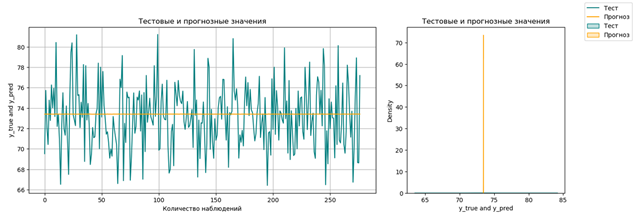 Тестовые и прогнозные значения
y_true and y_pred
80
78
76
74
72
70
68
66
0
50
100
150
200
250
Количество наблюдений
Тестовые и прогнозные значения
Density
70
60
50
40
30
20
10
0
65
70
75
80
85
y_true and y_pred
Тест
Прогноз
Тест
Прогноз